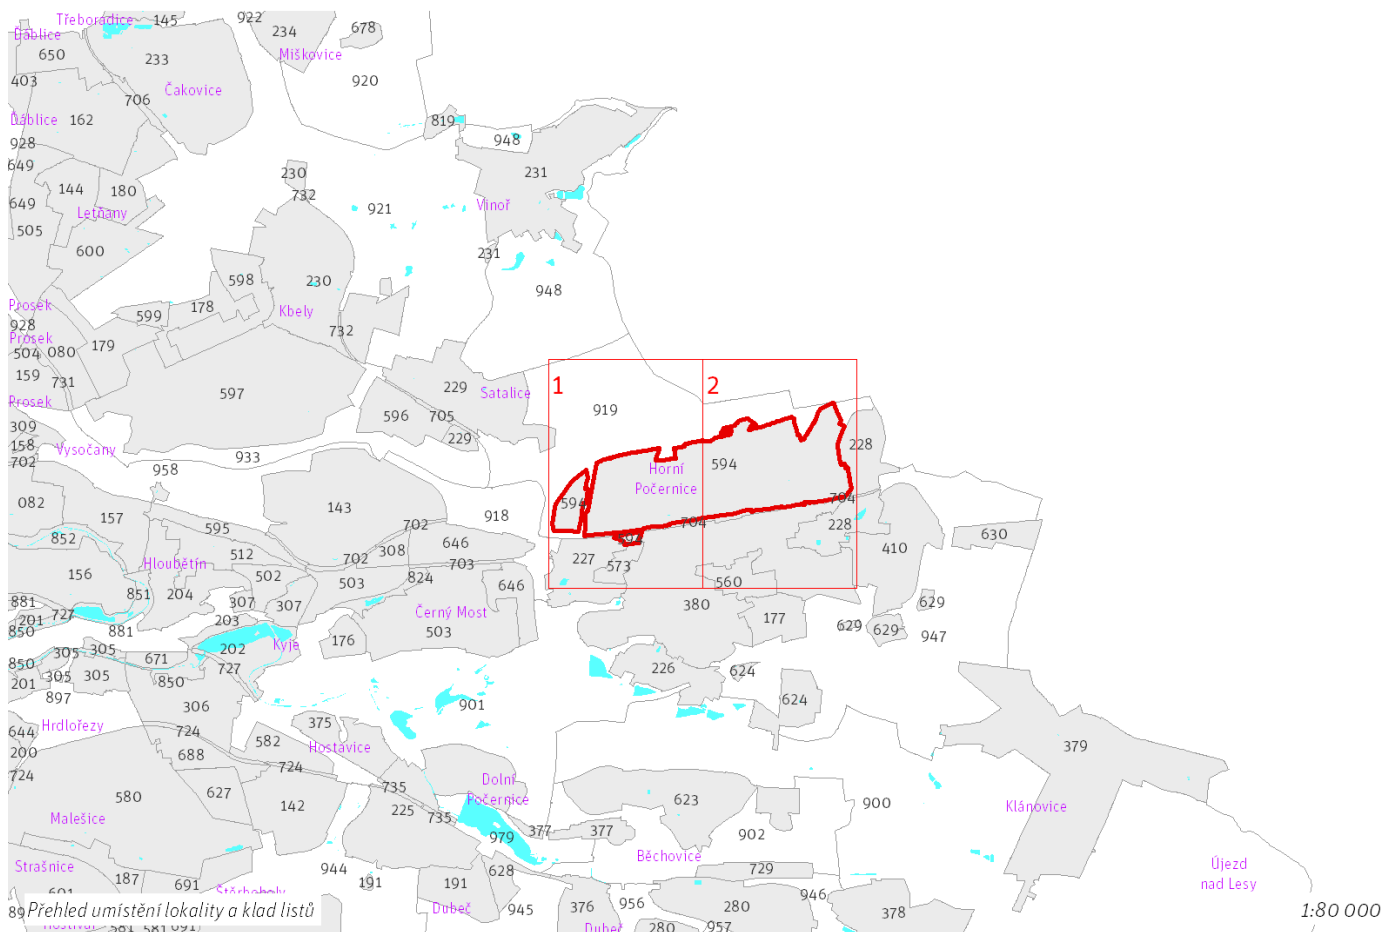 Třeboradice 145 922 234 678
Ďáblice
650 233 Miškovice
403 Čakovice 920
706
Ďáblice 162 819
928 948
649 230 231
144 180 732
649 Letňany 921 Vinoř
505
600 231
598 230 948
Prosek 178 Kbely
928 599 732
Prosek 179
504 080
159 731 597 229 Satalice 1 2
Prosek 596 705 919
309 229
158 Vysočany 228
702 958 933 Horní 594
Počernice
082 143 594 704
157 918 704 228
595 702
852 512 702 308 646 594 410 630
Hloubětín 703 227
156 502 503 824 573
851 204 646 560
881 307 307 Černý Most 380 629
201 727 203 503 177
850 881 202 Kyje 176 629 629 947
305 305 671 727 226 624
850 305 305 850
201 897 306 901 624
Hrdlořezy 375
644 724 582 Hostavice 379
200 688 724
724 Dolní
580 627 142 735 Počernice 623 900 Klánovice
Malešice 225 735
979 377 377 902
Strašnice Běchovice Újezd
187 944 628 729 nad Lesy
691 191 191 946
Štěrboholy 945 376 956 280 378
Přehled umístění lokality a klad listů Dubeč 1:80 000
581 581 691 Dubeč 280 957